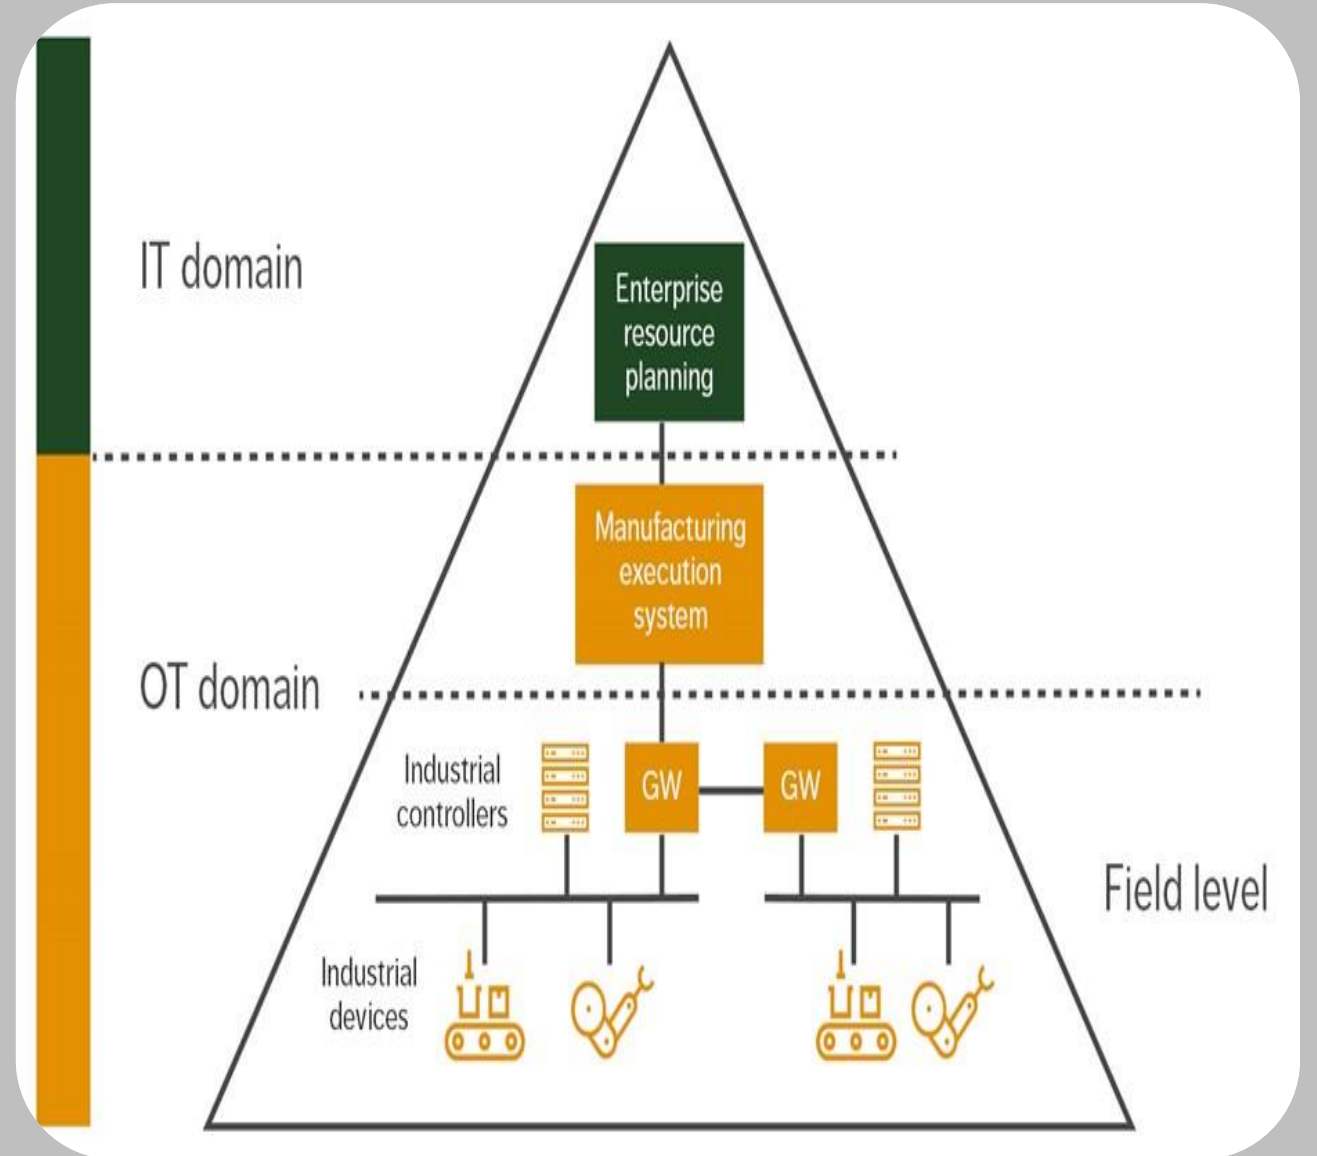 IT domain
Enterprise
resource
planning
Manufacturing
execution
system
OT domain
Industrial
controllers
GW
GW
Field level
Industrial
devices